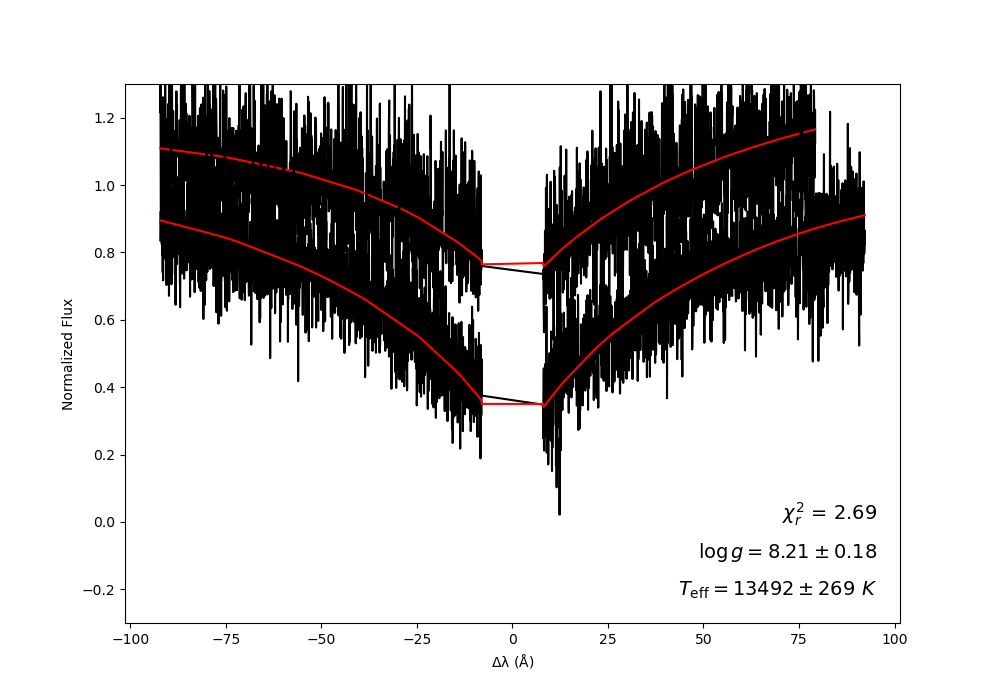 1.2
1.0
0.8
0.6
0.4
0.2
0.0
−0.2
Normalized Flux
χ²ᵣ = 2.69
log g = 8.21 ± 0.18
T_eff = 13492 ± 269 K
−100 −75 −50 −25 0 25 50 75 100
Δλ (Å)